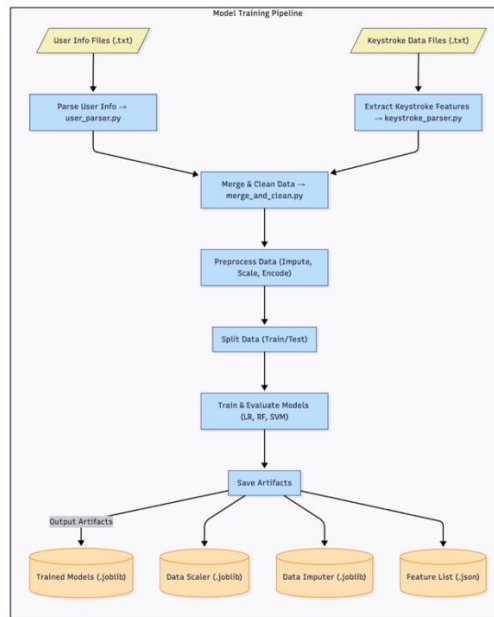 Model Training Pipeline
User Info Files (.txt)
Keystroke Data Files (.txt)
Parse User Info →
user_parser.py
Extract Keystroke Features
→ keystroke_parser.py
Merge & Clean Data →
merge_and_clean.py
Preprocess Data (Impute,
Scale, Encode)
Split Data (Train/Test)
Train & Evaluate Models
(LR, RF, SVM)
Save Artifacts
Output Artifacts
Trained Models (.joblib)
Data Scaler (.joblib)
Data Imputer (.joblib)
Feature List (.json)